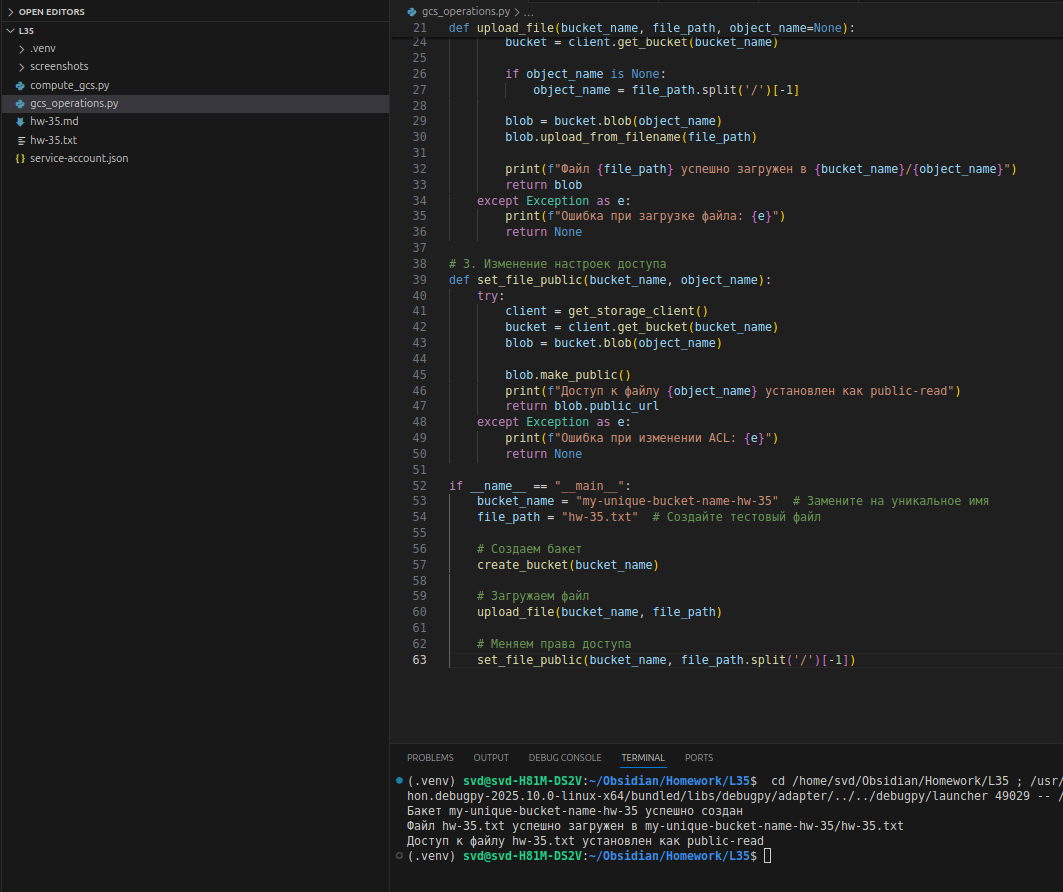 OPEN EDITORS
L35
.venv
screenshots
compute_gcs.py
gcs_operations.py
hw-35.md
hw-35.txt
{} service-account.json
gcs_operations.py > ...
21 def upload_file(bucket_name, file_path, object_name=None):
24 bucket = client.get_bucket(bucket_name)
25
26 if object_name is None:
27 object_name = file_path.split('/')[-1]
28
29 blob = bucket.blob(object_name)
30 blob.upload_from_filename(file_path)
31
32 print(f"Файл {file_path} успешно загружен в {bucket_name}/{object_name}")
33 return blob
34 except Exception as e:
35 print(f"Ошибка при загрузке файла: {e}")
36 return None
37
38 # 3. Изменение настроек доступа
39 def set_file_public(bucket_name, object_name):
40 try:
41 client = get_storage_client()
42 bucket = client.get_bucket(bucket_name)
43 blob = bucket.blob(object_name)
44
45 blob.make_public()
46 print(f"Доступ к файлу {object_name} установлен как public-read")
47 return blob.public_url
48 except Exception as e:
49 print(f"Ошибка при изменении ACL: {e}")
50 return None
51
52 if __name__ == "__main__":
53 bucket_name = "my-unique-bucket-name-hw-35" # Замените на уникальное имя
54 file_path = "hw-35.txt" # Создайте тестовый файл
55
56 # Создаем бакет
57 create_bucket(bucket_name)
58
59 # Загружаем файл
60 upload_file(bucket_name, file_path)
61
62 # Меняем права доступа
63 set_file_public(bucket_name, file_path.split('/')[-1])
PROBLEMS OUTPUT DEBUG CONSOLE TERMINAL PORTS
(.venv) svd@svd-H81M-DS2V:~/Obsidian/Homework/L35$ cd /home/svd/Obsidian/Homework/L35 ; /usr/
hon.debugpy-2025.10.0-linux-x64/bundled/libs/debugpy/adapter/../../debugpy/launcher 49029 -- /
Бакет my-unique-bucket-name-hw-35 успешно создан
Файл hw-35.txt успешно загружен в my-unique-bucket-name-hw-35/hw-35.txt
Доступ к файлу hw-35.txt установлен как public-read
(.venv) svd@svd-H81M-DS2V:~/Obsidian/Homework/L35$